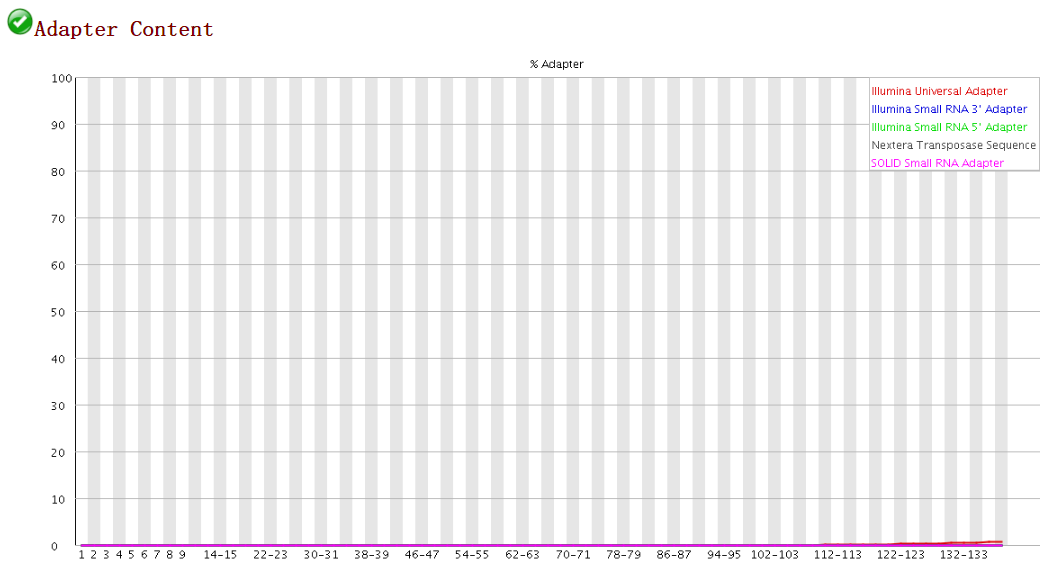 Adapter Content
% Adapter
100
90
80
70
60
50
40
30
20
10
0
Illumina Universal Adapter
Illumina Small RNA 3' Adapter
Illumina Small RNA 5' Adapter
Nextera Transposase Sequence
SOLID Small RNA Adapter
1 2 3 4 5 6 7 8 9 14-15 22-23 30-31 38-39 46-47 54-55 62-63 70-71 78-79 86-87 94-95 102-103 112-113 122-123 132-133